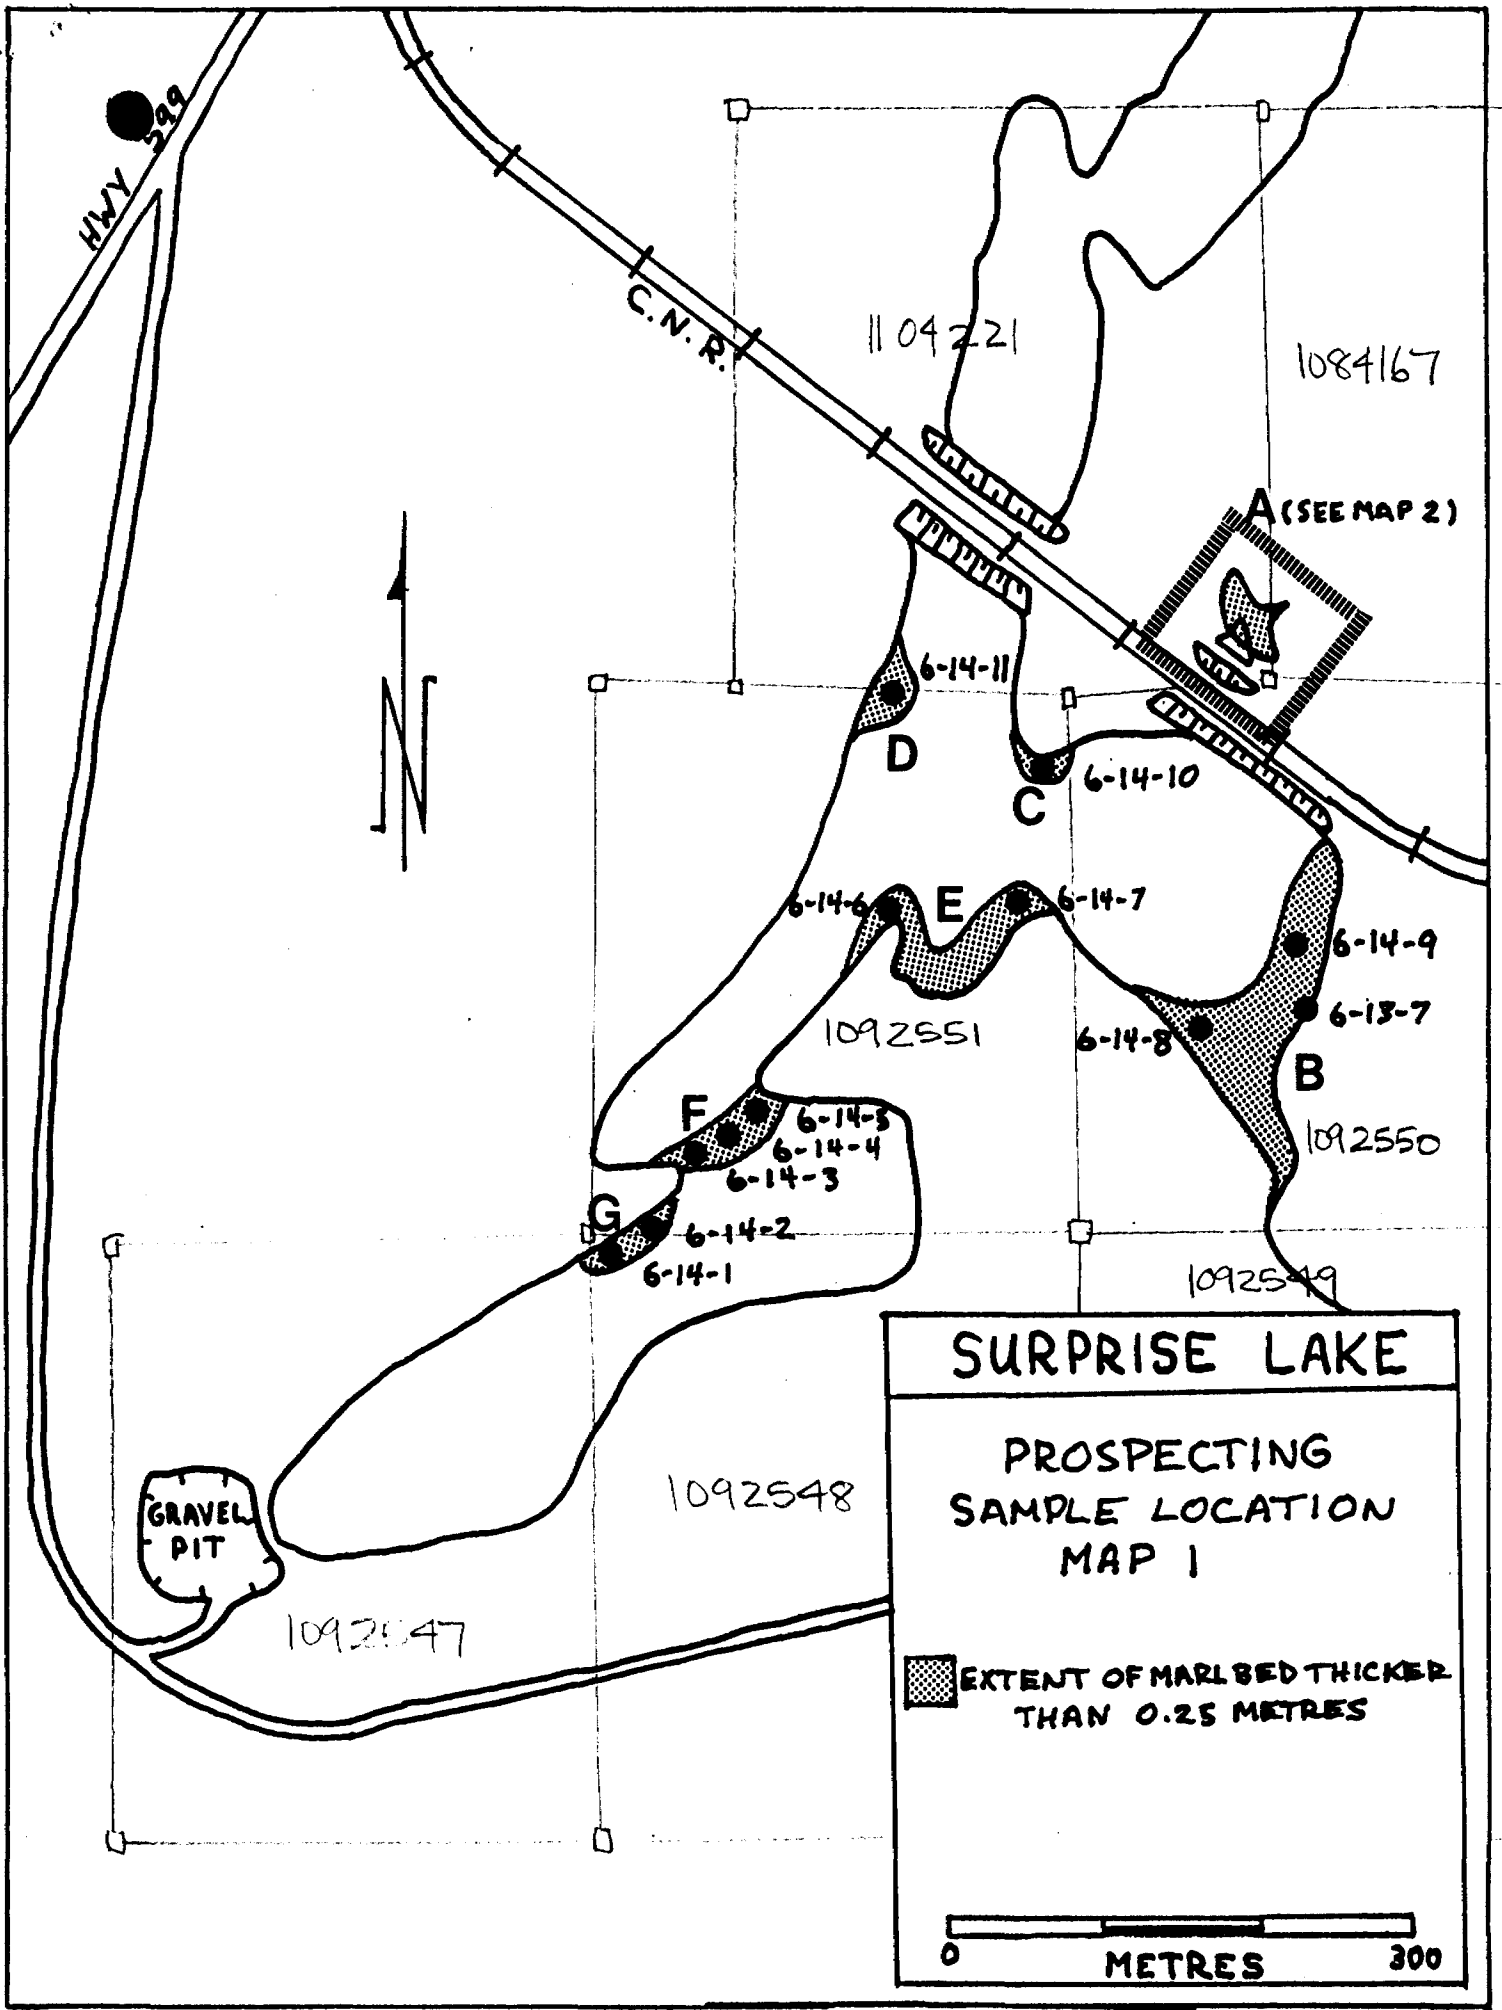 HWY 599
C.N.R.
1104221
1084167
A (SEE MAP 2)
N
6-14-11
D
6-14-10
C
6-14-6
E
6-14-7
6-14-9
6-13-7
1092551
6-14-8
B
F
6-14-5
6-14-4
6-14-3
1092550
G
6-14-2
6-14-1
1092549
SURPRISE LAKE
PROSPECTING
SAMPLE LOCATION
MAP 1
1092548
GRAVEL
PIT
1092547
EXTENT OF MARL BED THICKER
THAN 0.25 METRES
0 METRES 300